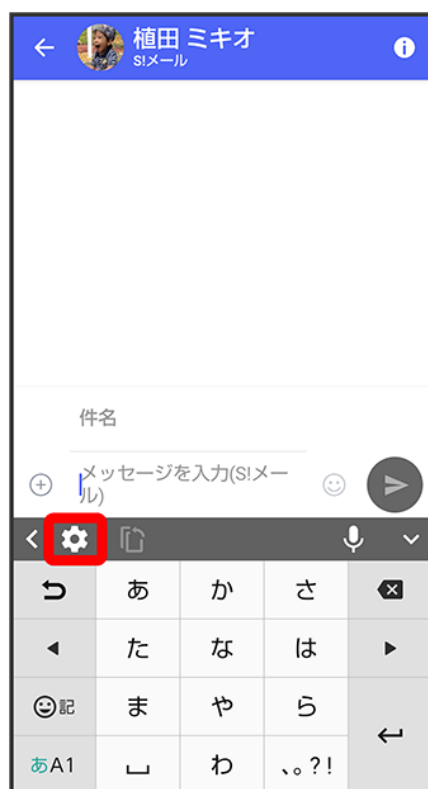 植田 ミキオ
S!メール
件名
メッセージを入力(S!メー
ル)
あ か さ
た な は
記 ま や ら
あA1 わ 、。?!